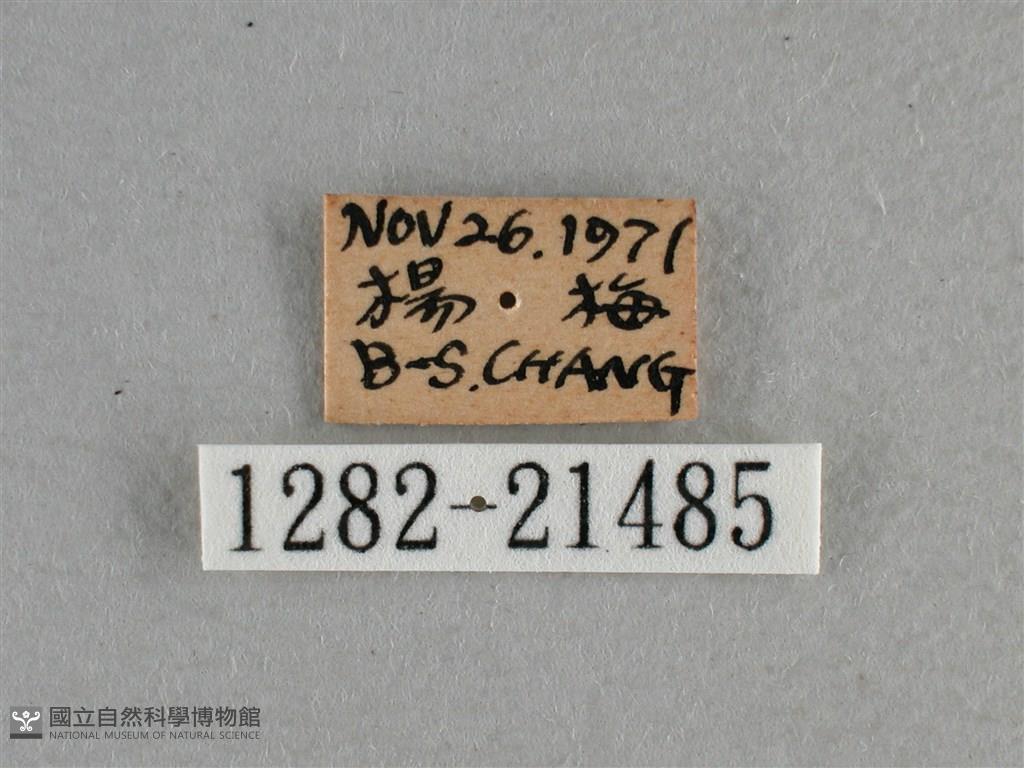 NOV 26. 1971
楊 梅
B-S. CHANG
1282-21485
國立自然科學博物館
NATIONAL MUSEUM OF NATURAL SCIENCE